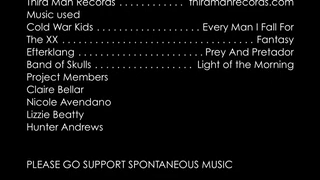 Third Man Records . . . . . . . . . . . . thirdmanrecords.com
Music used
Cold War Kids . . . . . . . . . . . . . . . . . . . . Every Man I Fall For
The XX . . . . . . . . . . . . . . . . . . . . . . . . . . . . . . . . . Fantasy
Efterklang . . . . . . . . . . . . . . . . . . . . . . Prey And Pretador
Band of Skulls . . . . . . . . . . . . . . . . . . Light of the Morning
Project Members
Claire Bellar
Nicole Avendano
Lizzie Beatty
Hunter Andrews
PLEASE GO SUPPORT SPONTANEOUS MUSIC